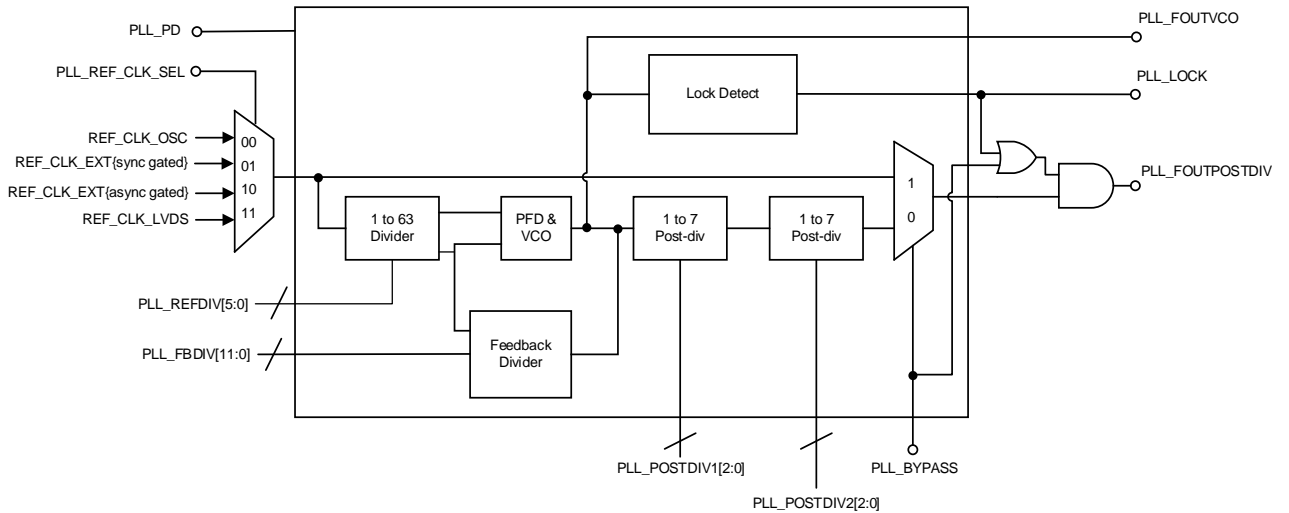 PLL_PD
PLL_FOUTVCO
PLL_REF_CLK_SEL
PLL_LOCK
Lock Detect
REF_CLK_OSC
00
REF_CLK_EXT{sync gated}
01
REF_CLK_EXT{async gated}
10
REF_CLK_LVDS
11
PLL_FOUTPOSTDIV
1
0
1 to 63
Divider
PFD &
VCO
1 to 7
Post-div
1 to 7
Post-div
PLL_REFDIV[5:0]
PLL_FBDIV[11:0]
Feedback
Divider
PLL_POSTDIV1[2:0]
PLL_BYPASS
PLL_POSTDIV2[2:0]